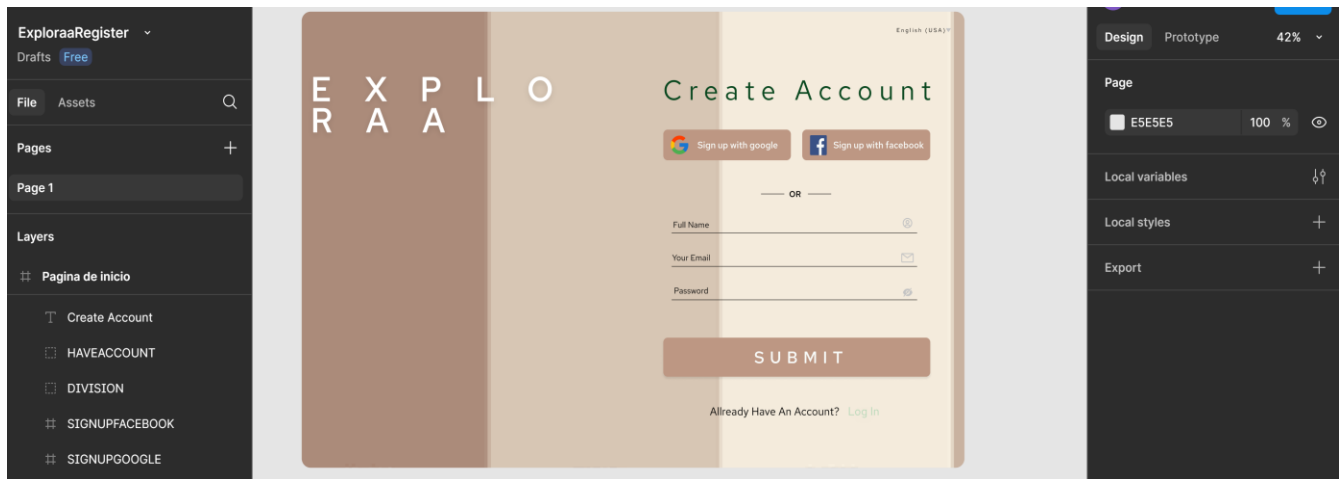 ExploraaRegister
Drafts Free
File Assets
Pages
Page 1
Layers
Pagina de inicio
Create Account
HAVEACCOUNT
DIVISION
SIGNUPFACEBOOK
SIGNUPGOOGLE
English (USA)
EXPLO
RAA
Create Account
Sign up with google
Sign up with facebook
OR
Full Name
Your Email
Password
SUBMIT
Allready Have An Account? Log In
Design Prototype 42%
Page
E5E5E5 100 %
Local variables
Local styles
Export